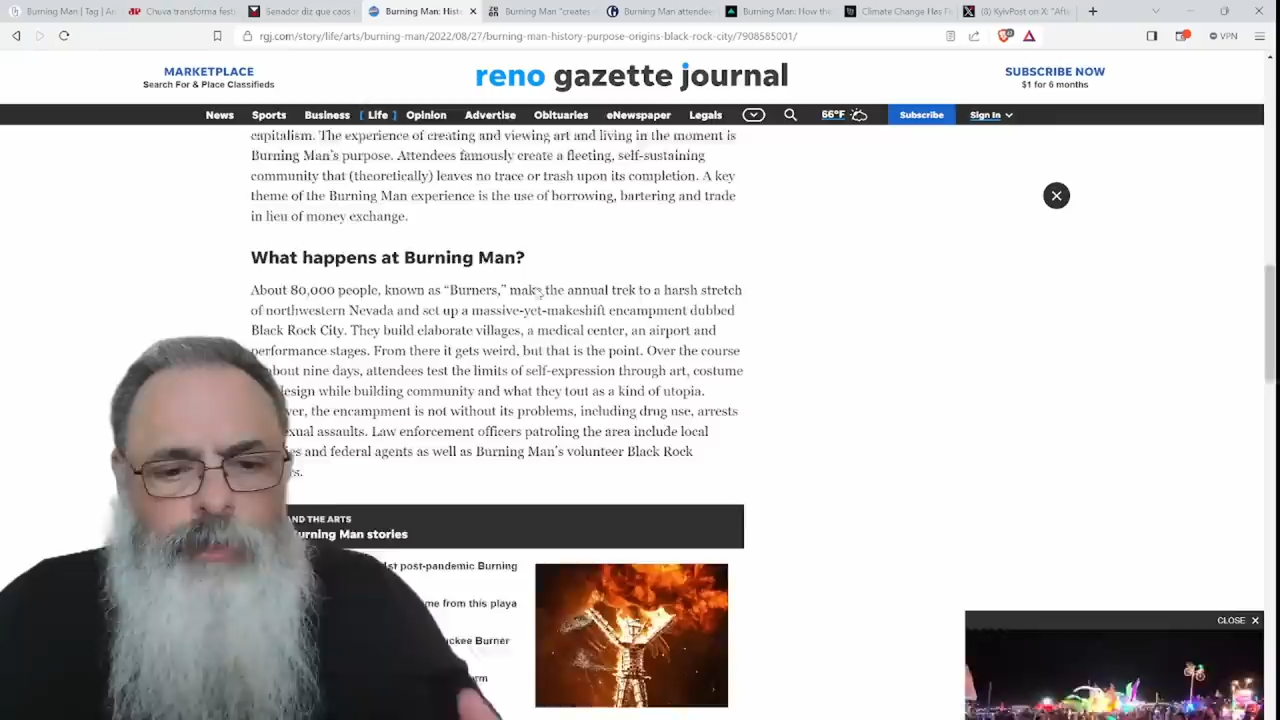 Burning Man | Tag | Ar
Chuva transforma fest
Senador diz que caos i
Burning Man: Hist
Burning Man "creates
Burning Man attendee
Burning Man: How the
Climate Change Has Fi
(8) KyivPost on X: "Afte
rgj.com/story/life/arts/burning-man/2022/08/27/burning-man-history-purpose-origins-black-rock-city/7908585001/
VPN
MARKETPLACE
Search For & Place Classifieds
reno gazette journal
SUBSCRIBE NOW
$1 for 6 months
News Sports Business [ Life ] Opinion Advertise Obituaries eNewspaper Legals 66°F Subscribe Sign In
capitalism. The experience of creating and viewing art and living in the moment is
Burning Man's purpose. Attendees famously create a fleeting, self-sustaining
community that (theoretically) leaves no trace or trash upon its completion. A key
theme of the Burning Man experience is the use of borrowing, bartering and trade
in lieu of money exchange.
What happens at Burning Man?
About 80,000 people, known as “Burners,” make the annual trek to a harsh stretch
of northwestern Nevada and set up a massive-yet-makeshift encampment dubbed
Black Rock City. They build elaborate villages, a medical center, an airport and
performance stages. From there it gets weird, but that is the point. Over the course
about nine days, attendees test the limits of self-expression through art, costume
design while building community and what they tout as a kind of utopia.
ver, the encampment is not without its problems, including drug use, arrests
exual assaults. Law enforcement officers patroling the area include local
es and federal agents as well as Burning Man's volunteer Black Rock
rs.
AND THE ARTS
urning Man stories
1st post-pandemic Burning
me from this playa
uckee Burner
rm
CLOSE ×